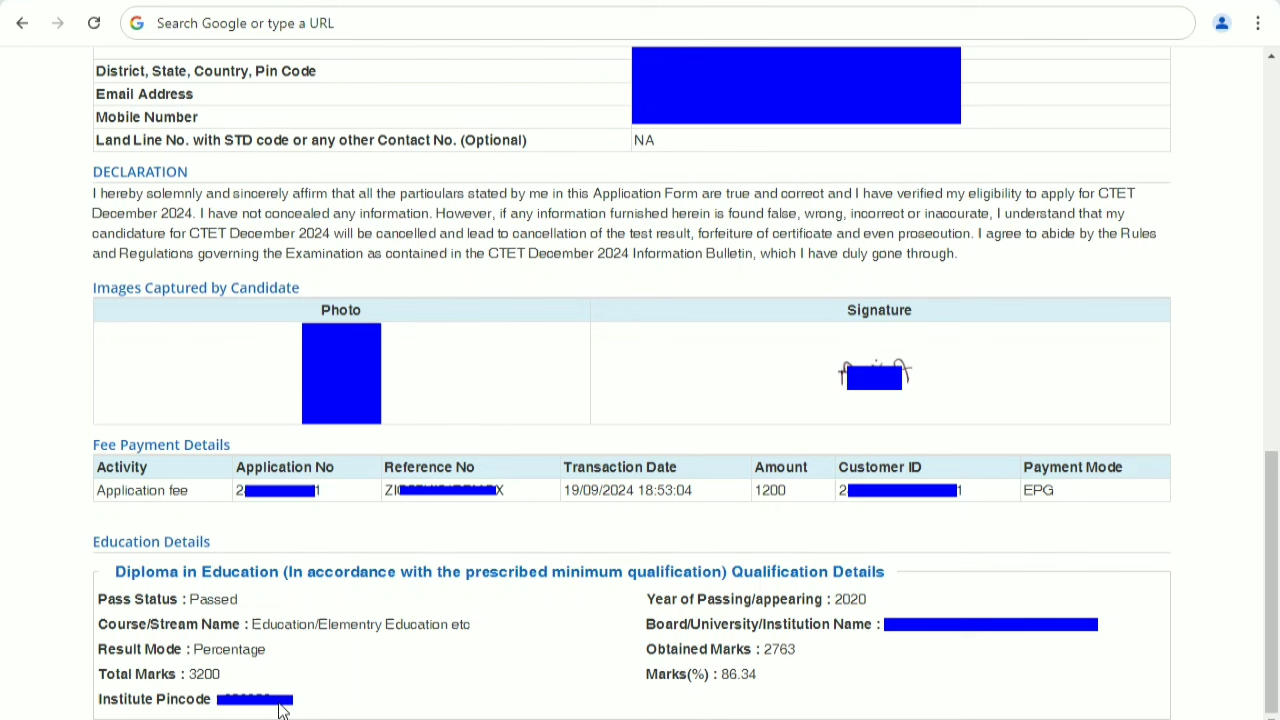 Search Google or type a URL
District, State, Country, Pin Code
Email Address
Mobile Number
Land Line No. with STD code or any other Contact No. (Optional) NA
DECLARATION
I hereby solemnly and sincerely affirm that all the particulars stated by me in this Application Form are true and correct and I have verified my eligibility to apply for CTET
December 2024. I have not concealed any information. However, if any information furnished herein is found false, wrong, incorrect or inaccurate, I understand that my
candidature for CTET December 2024 will be cancelled and lead to cancellation of the test result, forfeiture of certificate and even prosecution. I agree to abide by the Rules
and Regulations governing the Examination as contained in the CTET December 2024 Information Bulletin, which I have duly gone through.
Images Captured by Candidate
Photo Signature
Fee Payment Details
Activity Application No Reference No Transaction Date Amount Customer ID Payment Mode
Application fee 19/09/2024 18:53:04 1200 EPG
Education Details
Diploma in Education (In accordance with the prescribed minimum qualification) Qualification Details
Pass Status : Passed Year of Passing/appearing : 2020
Course/Stream Name : Education/Elementry Education etc Board/University/Institution Name :
Result Mode : Percentage Obtained Marks : 2763
Total Marks : 3200 Marks(%) : 86.34
Institute Pincode